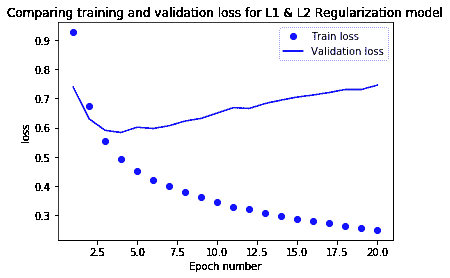 Comparing training and validation loss for L1 & L2 Regularization model
Train loss
Validation loss
loss
0.9
0.8
0.7
0.6
0.5
0.4
0.3
2.5 5.0 7.5 10.0 12.5 15.0 17.5 20.0
Epoch number